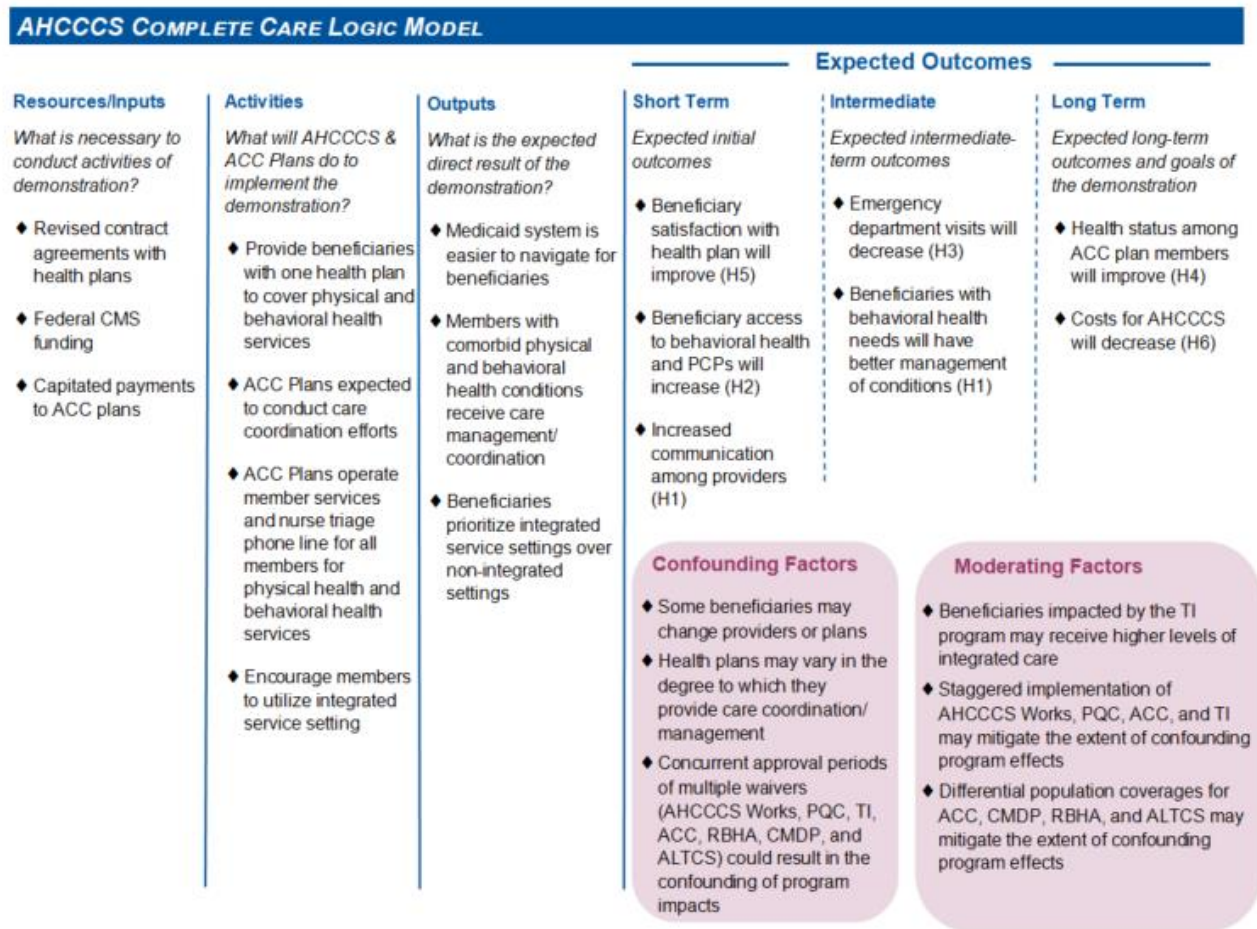 AHCCCS COMPLETE CARE LOGIC MODEL
Expected Outcomes
Resources/Inputs
What is necessary to
conduct activities of
demonstration?
♦ Revised contract
agreements with
health plans
♦ Federal CMS
funding
♦ Capitated payments
to ACC plans
Activities
What will AHCCCS &
ACC Plans do to
implement the
demonstration?
♦ Provide beneficiaries
with one health plan
to cover physical and
behavioral health
services
♦ ACC Plans expected
to conduct care
coordination efforts
♦ ACC Plans operate
member services
and nurse triage
phone line for all
members for
physical health and
behavioral health
services
♦ Encourage members
to utilize integrated
service setting
Outputs
What is the expected
direct result of the
demonstration?
♦ Medicaid system is
easier to navigate for
beneficiaries
♦ Members with
comorbid physical
and behavioral
health conditions
receive care
management/
coordination
♦ Beneficiaries
prioritize integrated
service settings over
non-integrated
settings
Short Term
Expected initial
outcomes
♦ Beneficiary
satisfaction with
health plan will
improve (H5)
♦ Beneficiary access
to behavioral health
and PCPs will
increase (H2)
♦ Increased
communication
among providers
(H1)
Intermediate
Expected intermediate-
term outcomes
♦ Emergency
department visits will
decrease (H3)
♦ Beneficiaries with
behavioral health
needs will have
better management
of conditions (H1)
Long Term
Expected long-term
outcomes and goals of
the demonstration
♦ Health status among
ACC plan members
will improve (H4)
♦ Costs for AHCCCS
will decrease (H6)
Confounding Factors
♦ Some beneficiaries may
change providers or plans
♦ Health plans may vary in the
degree to which they
provide care coordination/
management
♦ Concurrent approval periods
of multiple waivers
(AHCCCS Works, PQC, TI,
ACC, RBHA, CMDP, and
ALTCS) could result in the
confounding of program
impacts
Moderating Factors
♦ Beneficiaries impacted by the TI
program may receive higher levels of
integrated care
♦ Staggered implementation of
AHCCCS Works, PQC, ACC, and TI
may mitigate the extent of confounding
program effects
♦ Differential population coverages for
ACC, CMDP, RBHA, and ALTCS may
mitigate the extent of confounding
program effects